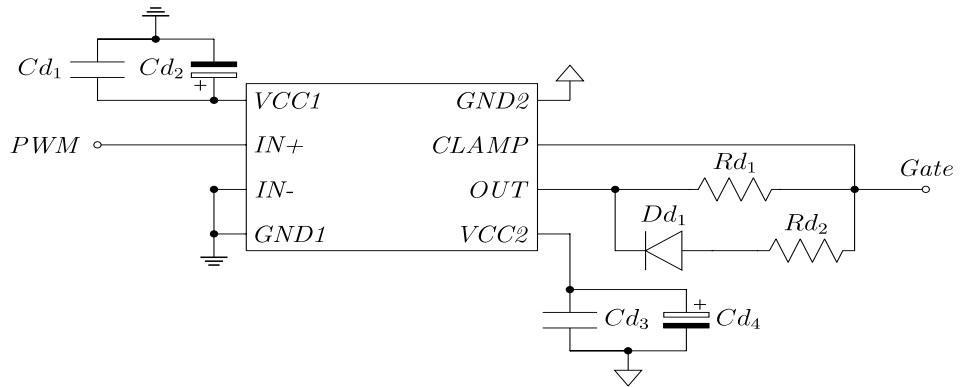 Cd₁
Cd₂
+
VCC1
GND2
PWM
IN+
CLAMP
Rd₁
Gate
IN-
OUT
Dd₁
Rd₂
GND1
VCC2
+
Cd₃
Cd₄